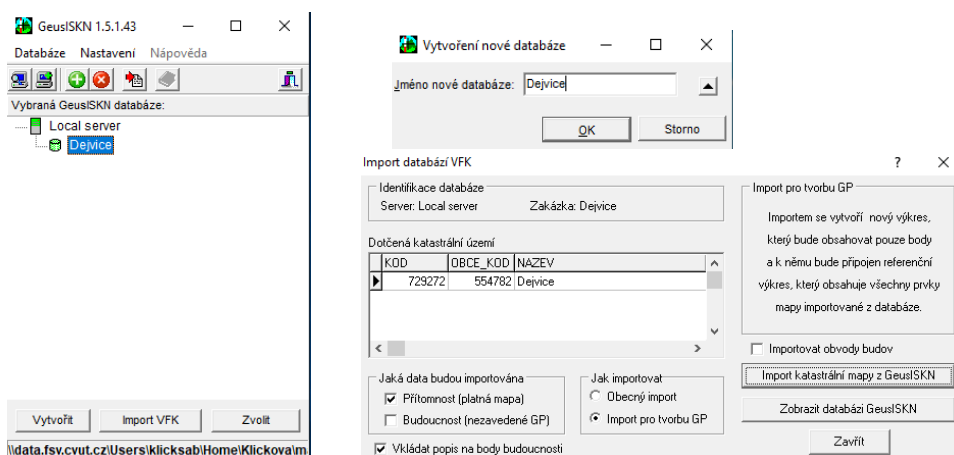 GeusISKN 1.5.1.43
Databáze Nastavení Nápověda
Vybraná GeusISKN databáze:
Local server
Dejvice
Vytvořit Import VFK Zvolit
\\data.fsv.cvut.cz\Users\klicksab\Home\Klickova\m
Vytvoření nové databáze
Jméno nové databáze: Dejvice
OK Storno
Import databází VFK
Identifikace databáze
Server: Local server Zakázka: Dejvice
Dotčená katastrální území
KOD OBCE_KOD NAZEV
729272 554782 Dejvice
Jaká data budou importována
Přítomnost (platná mapa)
Budoucnost (nezavedené GP)
Jak importovat
Obecný import
Import pro tvorbu GP
Vkládat popis na body budoucnosti
Import pro tvorbu GP
Importem se vytvoří nový výkres,
který bude obsahovat pouze body
a k němu bude připojen referenční
výkres, který obsahuje všechny prvky
mapy importované z databáze.
Importovat obvody budov
Import katastrální mapy z GeusISKN
Zobrazit databázi GeusISKN
Zavřít